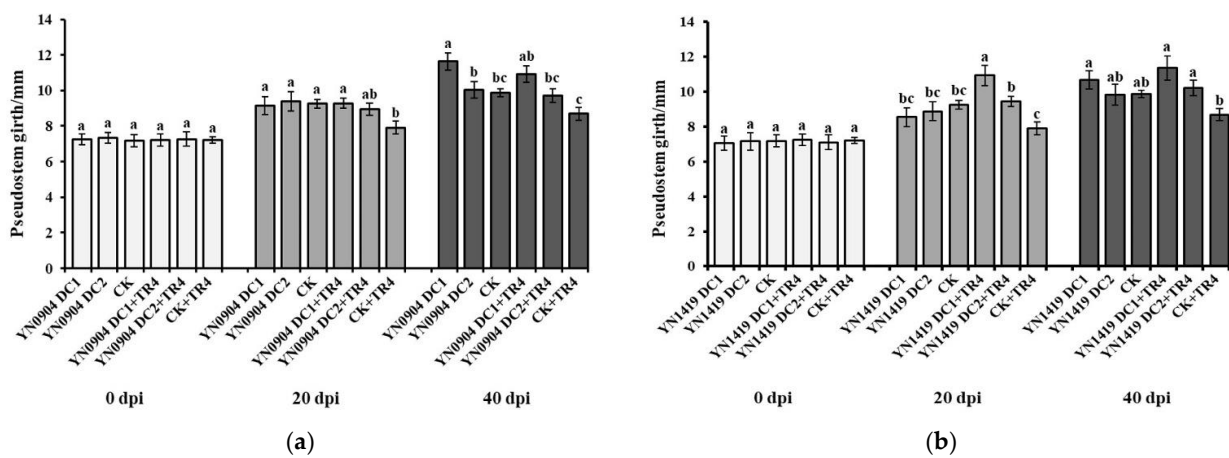 Pseudostem girth/mm
14
12
10
8
6
4
2
0
a a a a a a
a a a a ab b
a b bc ab bc c
YN0904 DC1
YN0904 DC2
CK
YN0904 DC1+TR4
YN0904 DC2+TR4
CK+TR4
YN0904 DC1
YN0904 DC2
CK
YN0904 DC1+TR4
YN0904 DC2+TR4
CK+TR4
YN0904 DC1
YN0904 DC2
CK
YN0904 DC1+TR4
YN0904 DC2+TR4
CK+TR4
0 dpi 20 dpi 40 dpi
(a)
Pseudostem girth/mm
14
12
10
8
6
4
2
0
a a a a a a
bc bc bc a b c
a ab ab a a b
YN1419 DC1
YN1419 DC2
CK
YN1419 DC1+TR4
YN1419 DC2+TR4
CK+TR4
YN1419 DC1
YN1419 DC2
CK
YN1419 DC1+TR4
YN1419 DC2+TR4
CK+TR4
YN1419 DC1
YN1419 DC2
CK
YN1419 DC1+TR4
YN1419 DC2+TR4
CK+TR4
0 dpi 20 dpi 40 dpi
(b)